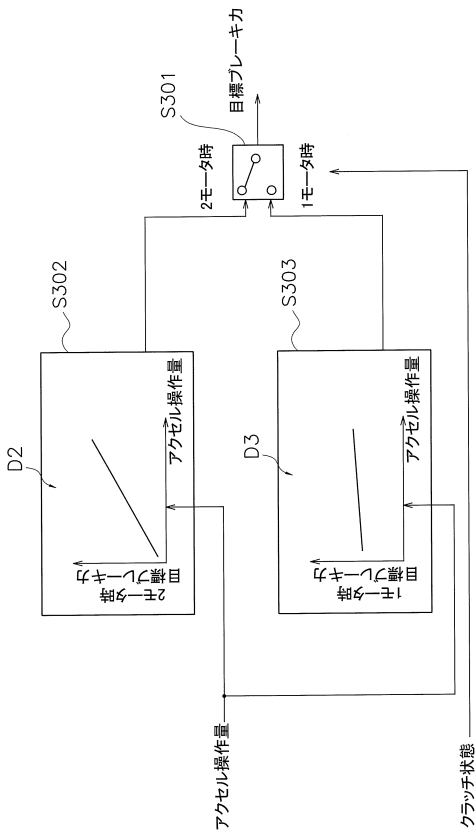 S302
D2
2モータ時
目標ブレーキ力
アクセル操作量
S303
D3
1モータ時
目標ブレーキ力
アクセル操作量
S301
2モータ時
1モータ時
目標ブレーキ力
アクセル操作量
クラッチ状態